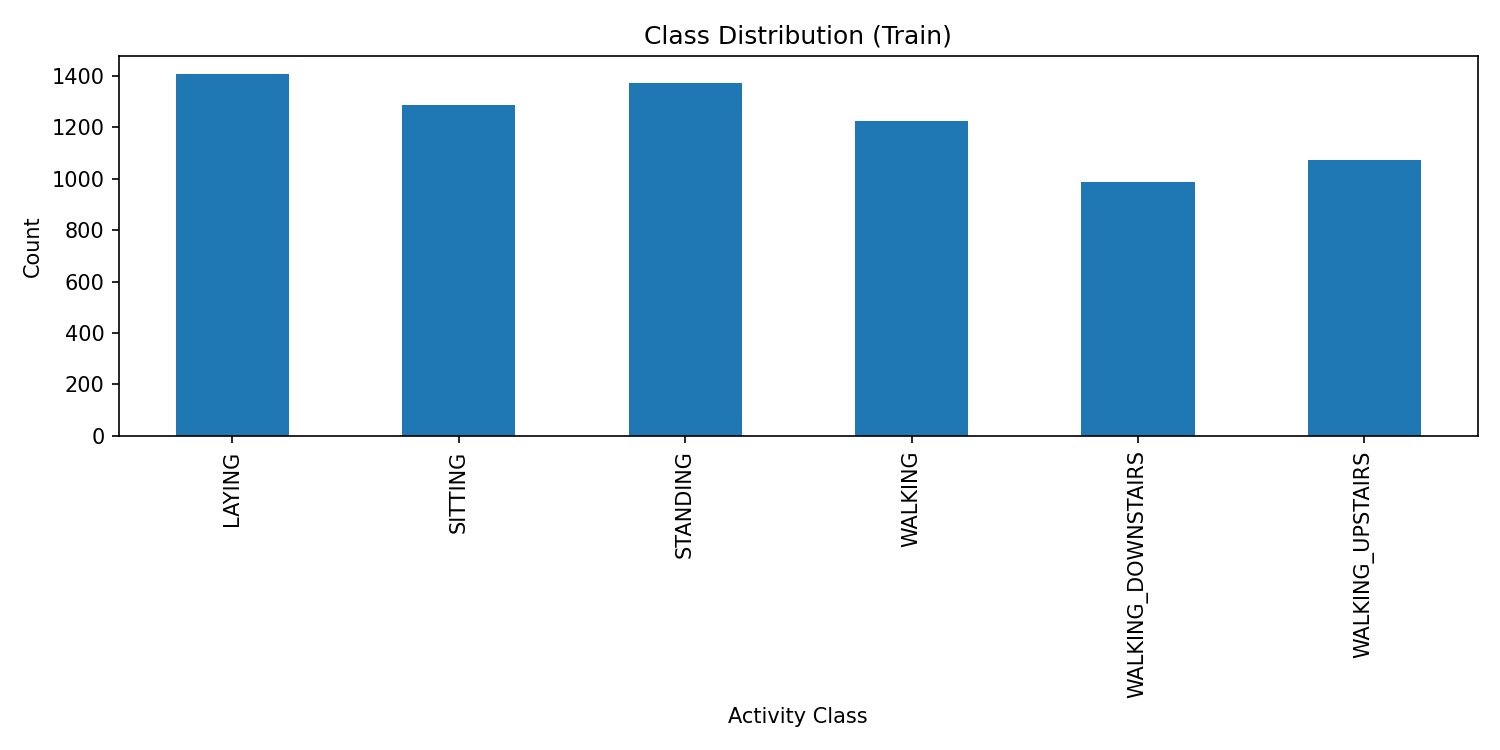 Class Distribution (Train)
Count
1400
1200
1000
800
600
400
200
0
LAYING
SITTING
STANDING
WALKING
WALKING_DOWNSTAIRS
WALKING_UPSTAIRS
Activity Class